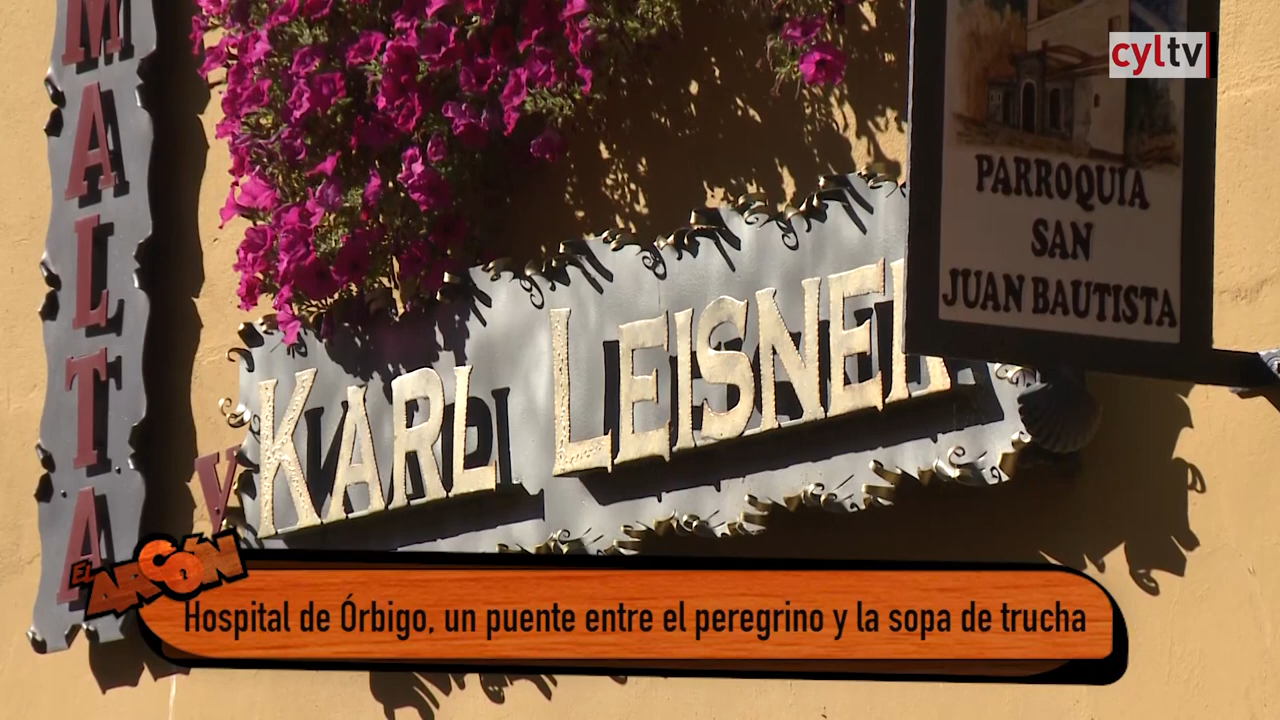 MALTA
cyltv
PARROQUIA
SAN
JUAN BAUTISTA
Y
KARL LEISNER
EL ARCÓN
Hospital de Órbigo, un puente entre el peregrino y la sopa de trucha